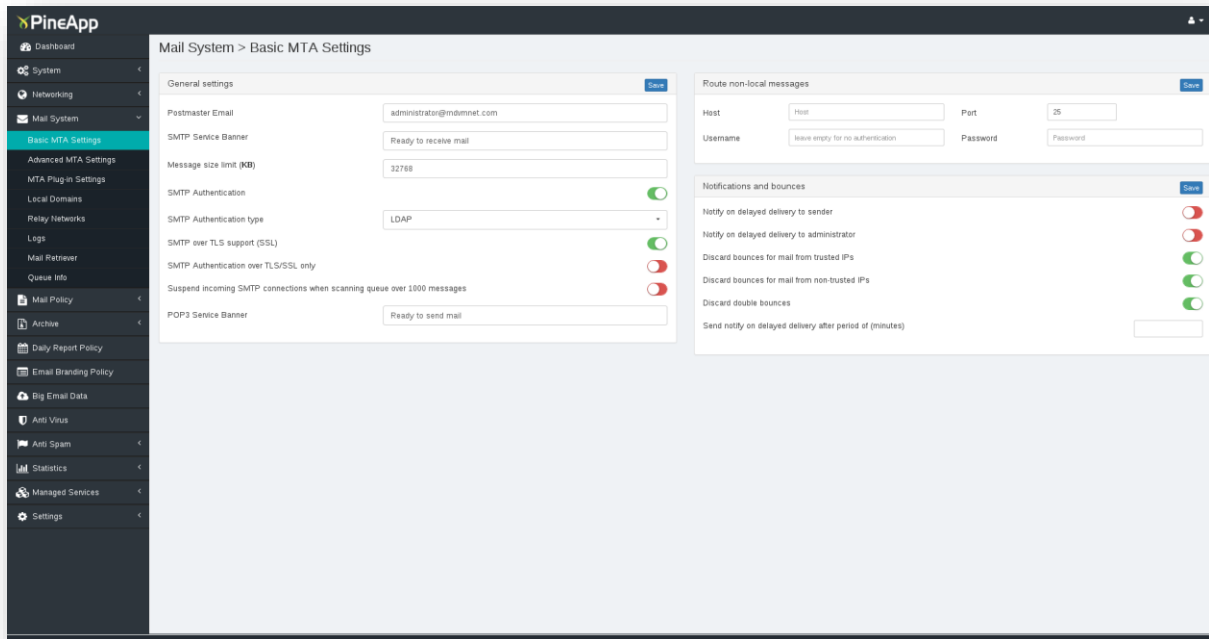 PinєApp
Dashboard
System
Networking
Mail System
Basic MTA Settings
Advanced MTA Settings
MTA Plug-in Settings
Local Domains
Relay Networks
Logs
Mail Retriever
Queue Info
Mail Policy
Archive
Daily Report Policy
Email Branding Policy
Big Email Data
Anti Virus
Anti Spam
Statistics
Managed Services
Settings
Mail System > Basic MTA Settings
General settings Save
Postmaster Email administrator@mdvmnet.com
SMTP Service Banner Ready to receive mail
Message size limit (KB) 32768
SMTP Authentication
SMTP Authentication type LDAP
SMTP over TLS support (SSL)
SMTP Authentication over TLS/SSL only
Suspend incoming SMTP connections when scanning queue over 1000 messages
POP3 Service Banner Ready to send mail
Route non-local messages Save
Host Host Port 25
Username leave empty for no authentication Password Password
Notifications and bounces Save
Notify on delayed delivery to sender
Notify on delayed delivery to administrator
Discard bounces for mail from trusted IPs
Discard bounces for mail from non-trusted IPs
Discard double bounces
Send notify on delayed delivery after period of (minutes)